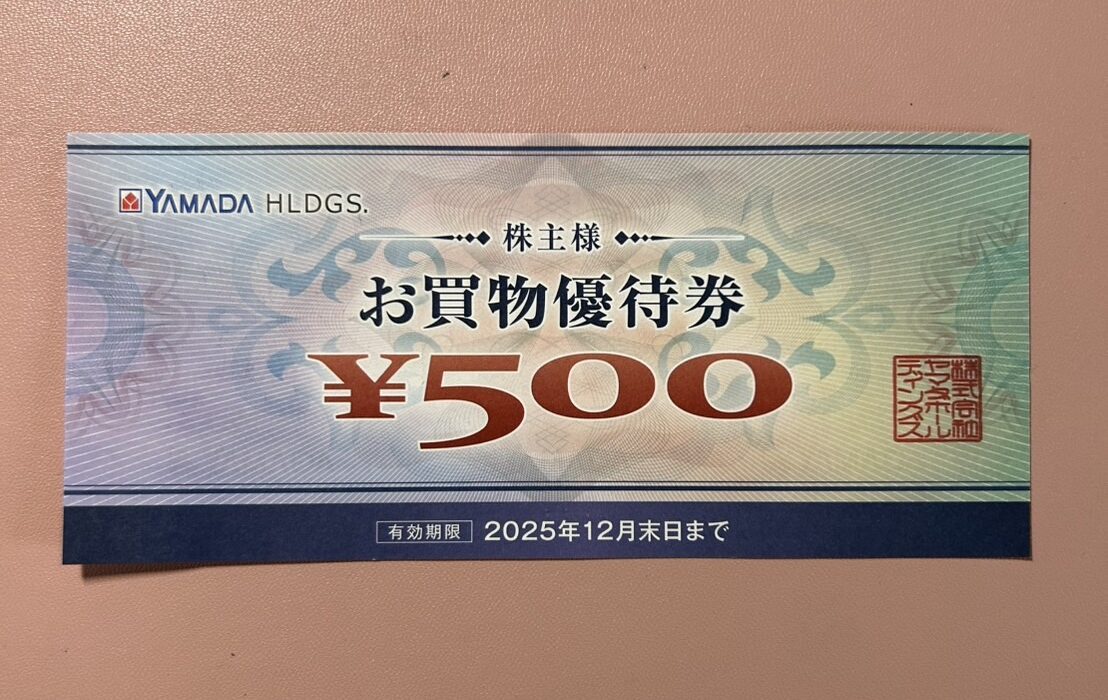 YAMADA HLDGS.
株主様
お買物優待券
¥500
株式会社
ヤマダホール
ディングス
有効期限 2025年12月末日まで